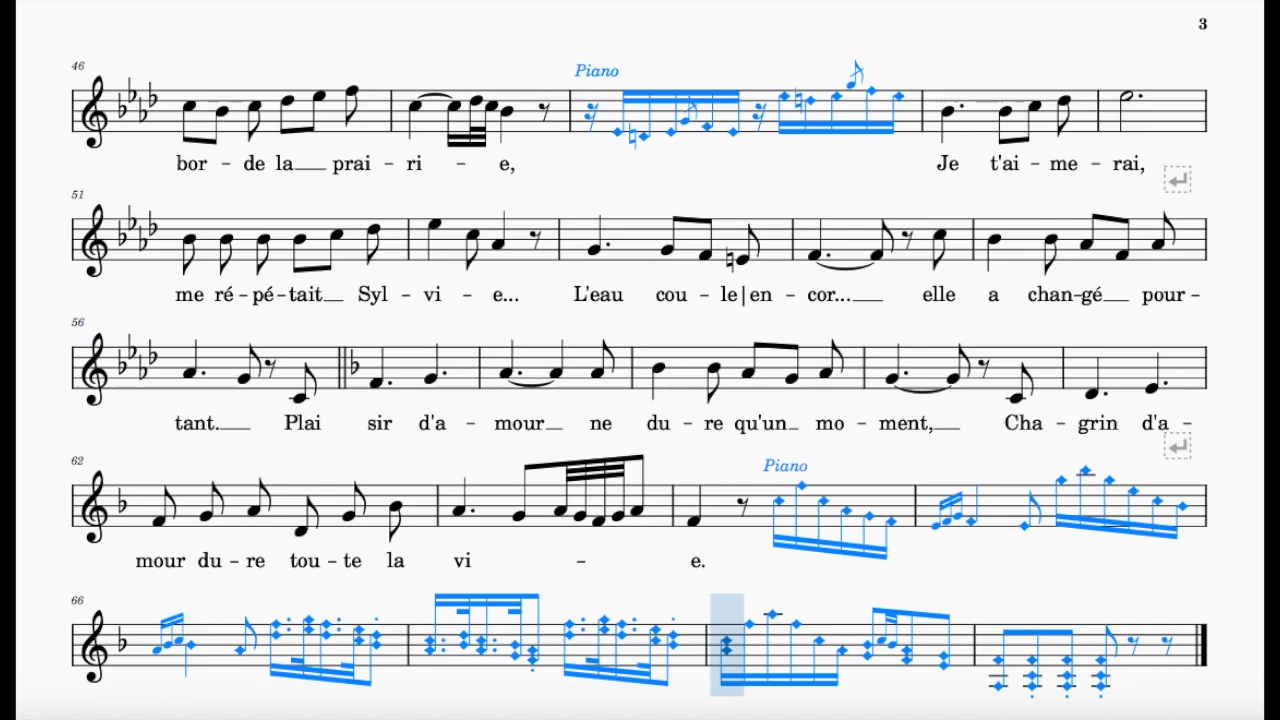 3
46
Piano
bor - de la prai - ri - e, Je t'ai - me - rai,
51
me ré - pé - tait Syl - vi - e... L'eau cou - le|en - cor... elle a chan - gé pour -
56
tant. Plai sir d'a - mour ne du - re qu'un mo - ment, Cha - grin d'a -
62
Piano
mour du - re tou - te la vi - e.
66